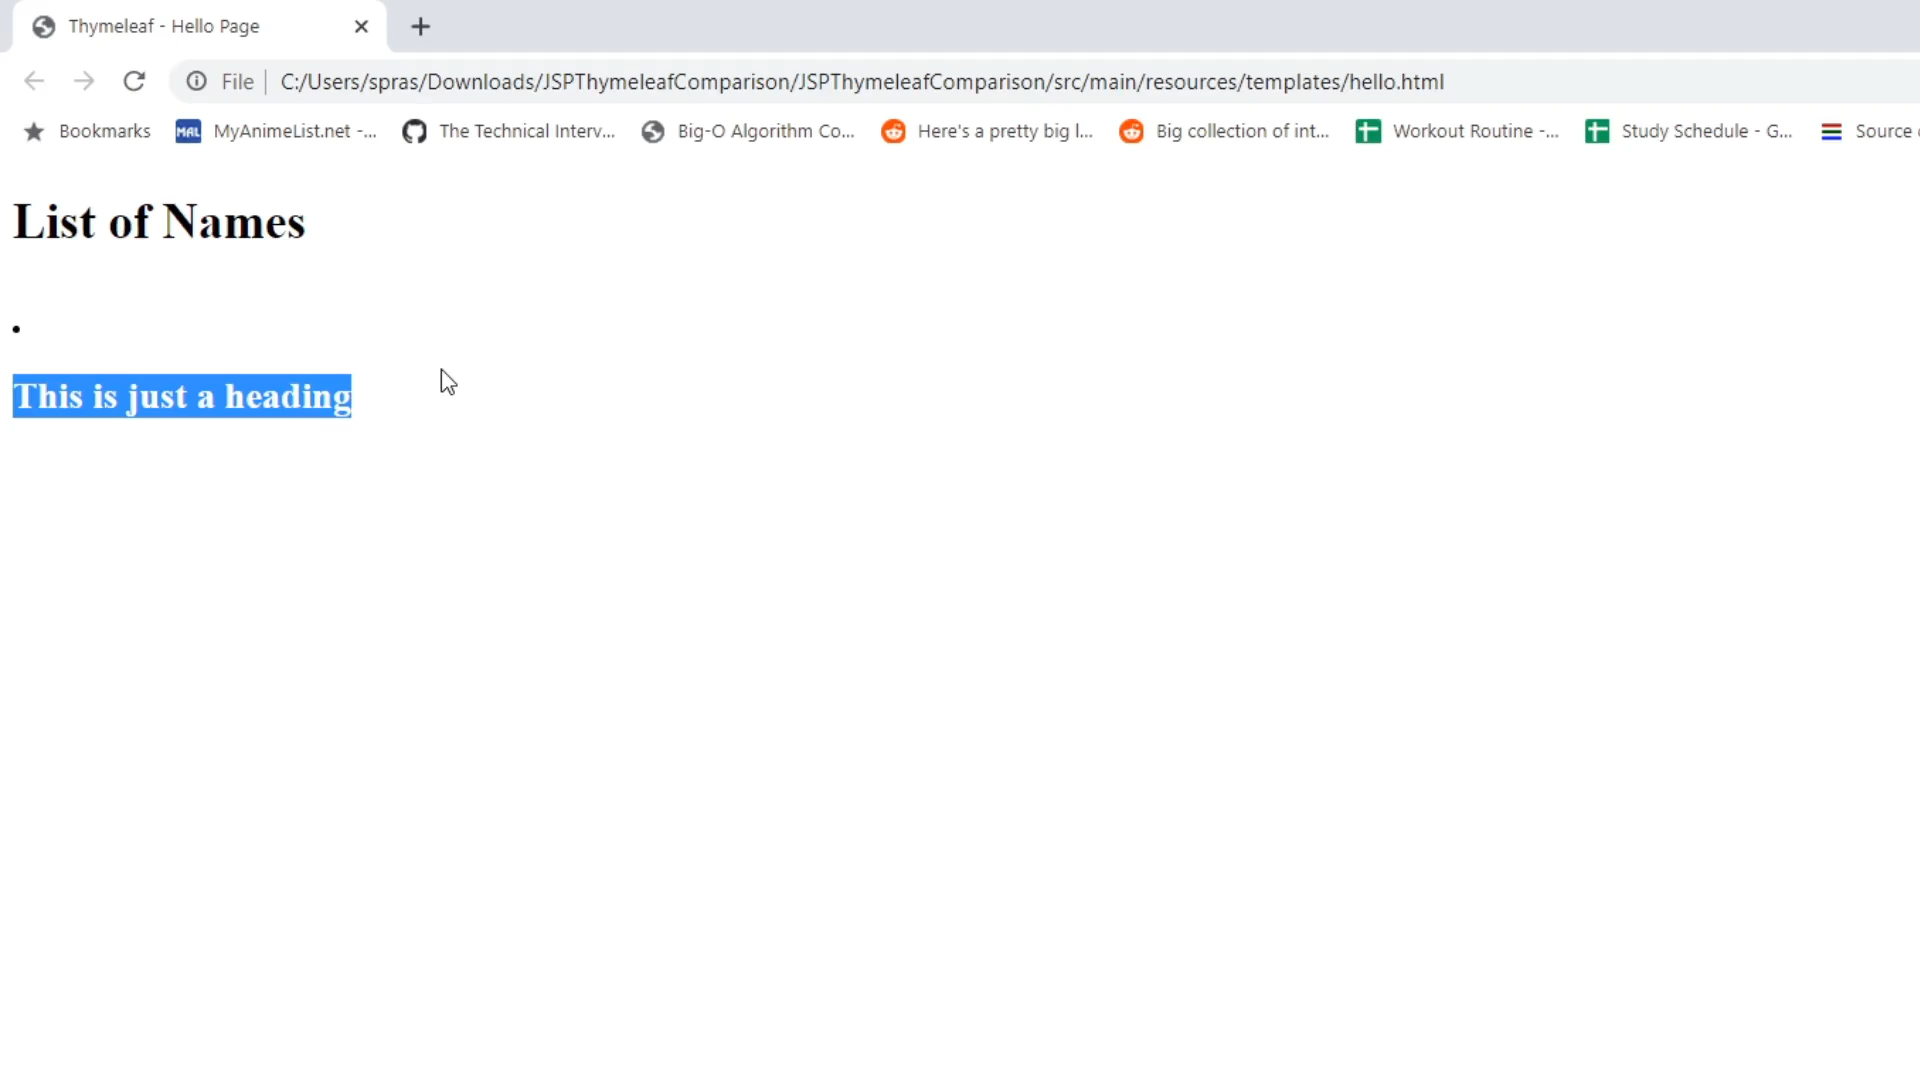 Thymeleaf - Hello Page
File C:/Users/spras/Downloads/JSPThymeleafComparison/JSPThymeleafComparison/src/main/resources/templates/hello.html
Bookmarks MAL MyAnimeList.net -... The Technical Interv... Big-O Algorithm Co... Here's a pretty big l... Big collection of int... Workout Routine -... Study Schedule - G... Source
List of Names
•
This is just a heading